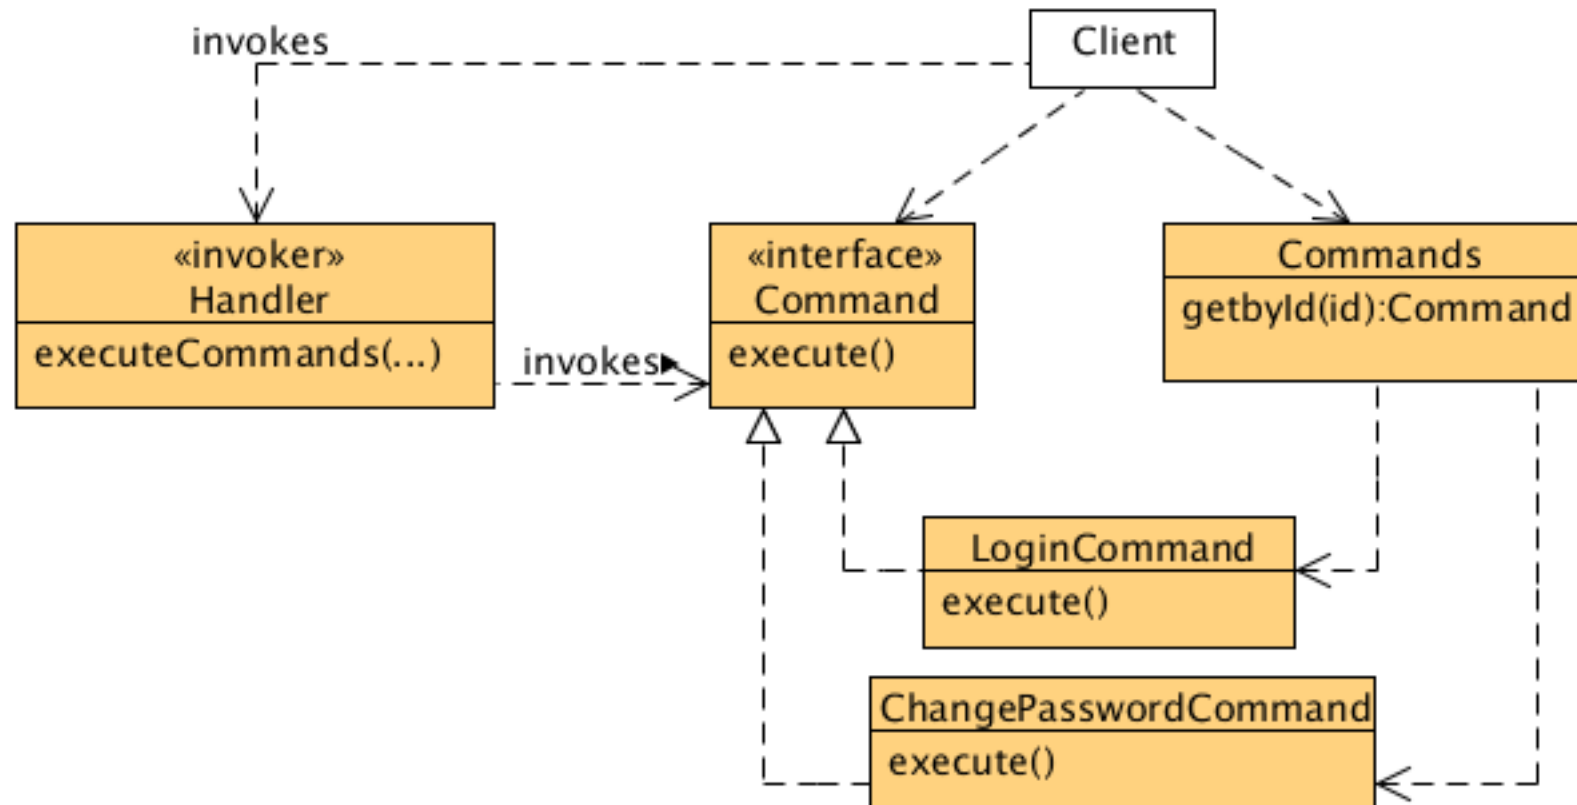 invokes
Client
«invoker»
Handler
executeCommands(...)
invokes
«interface»
Command
execute()
Commands
getbyId(id):Command
LoginCommand
execute()
ChangePasswordCommand
execute()